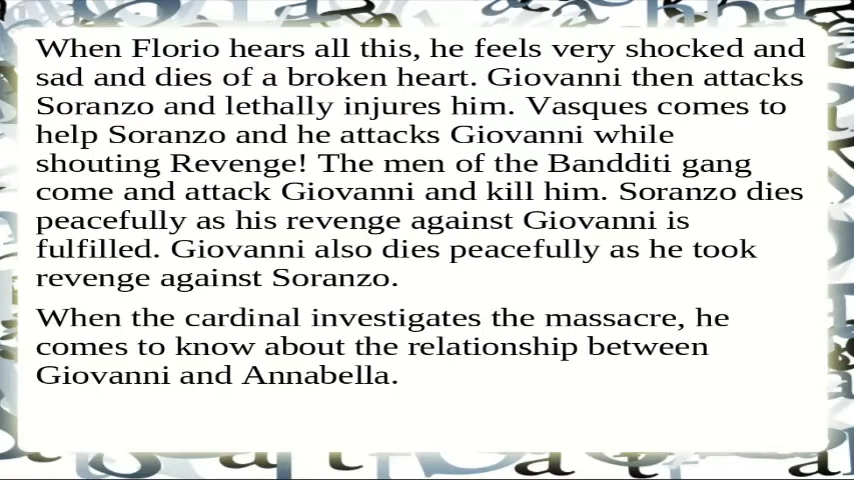 When Florio hears all this, he feels very shocked and
sad and dies of a broken heart. Giovanni then attacks
Soranzo and lethally injures him. Vasques comes to
help Soranzo and he attacks Giovanni while
shouting Revenge! The men of the Bandditi gang
come and attack Giovanni and kill him. Soranzo dies
peacefully as his revenge against Giovanni is
fulfilled. Giovanni also dies peacefully as he took
revenge against Soranzo.
When the cardinal investigates the massacre, he
comes to know about the relationship between
Giovanni and Annabella.